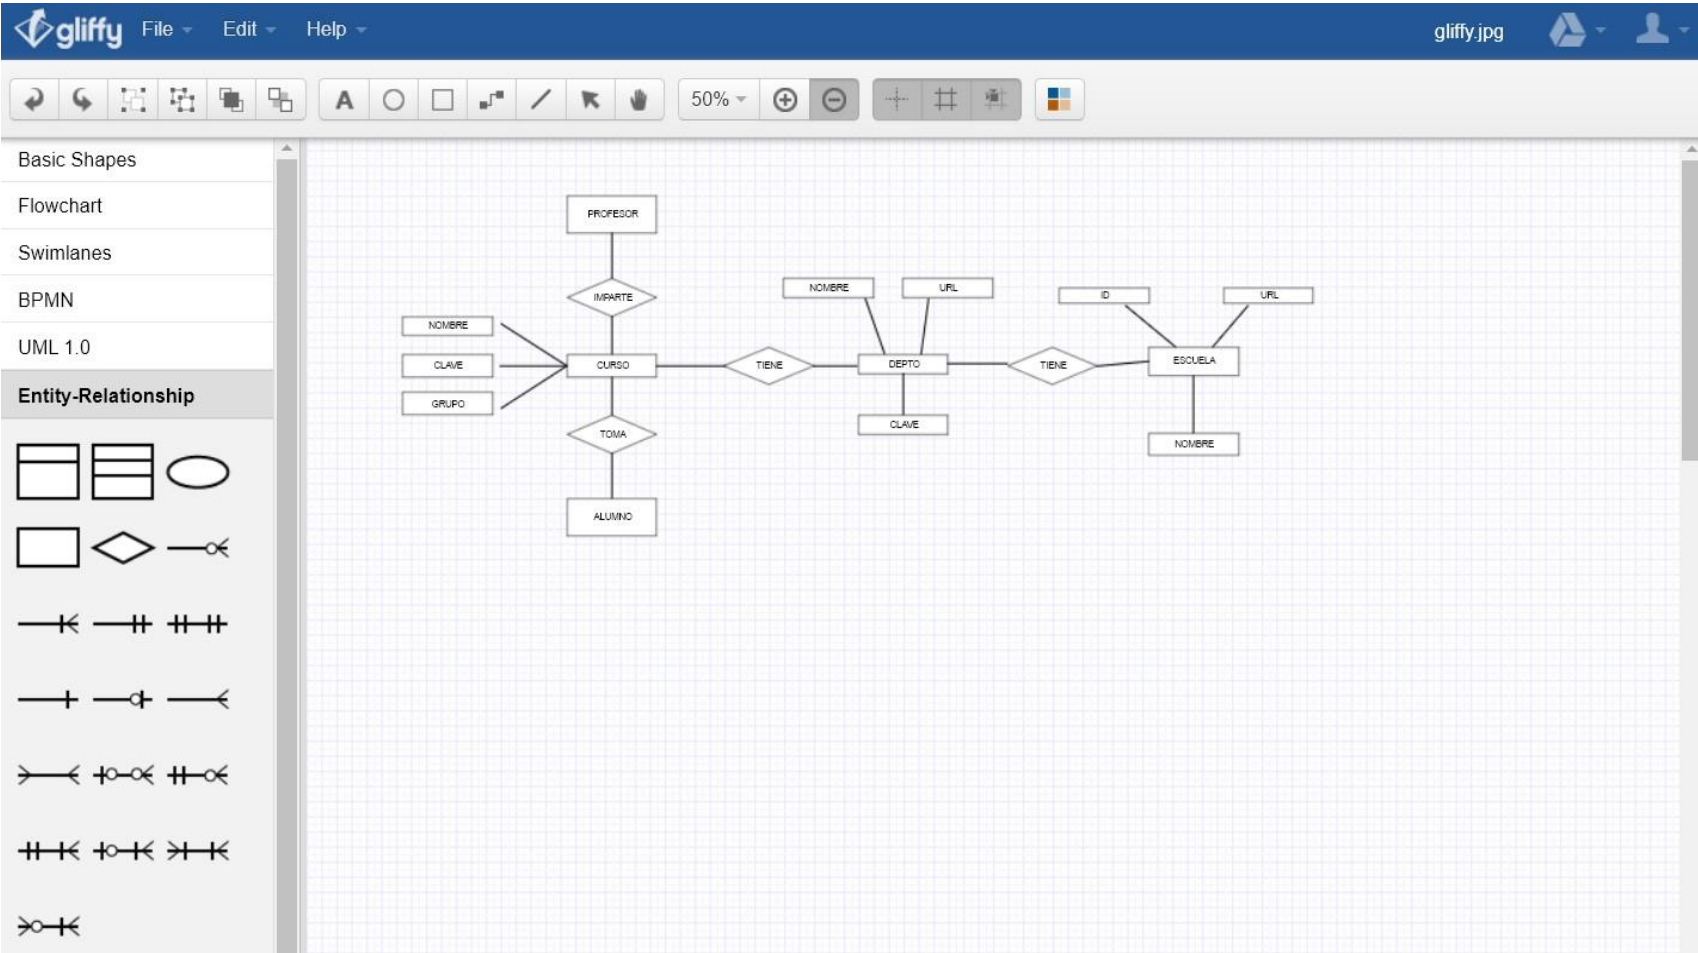 gliffy File Edit Help gliffy.jpg
A 50%
Basic Shapes
Flowchart
Swimlanes
BPMN
UML 1.0
Entity-Relationship
PROFESOR
IMPARTE
NOMBRE
CLAVE
GRUPO
CURSO
TOMA
ALUMNO
TIENE
NOMBRE
URL
DEPTO
CLAVE
TIENE
ID
URL
ESCUELA
NOMBRE